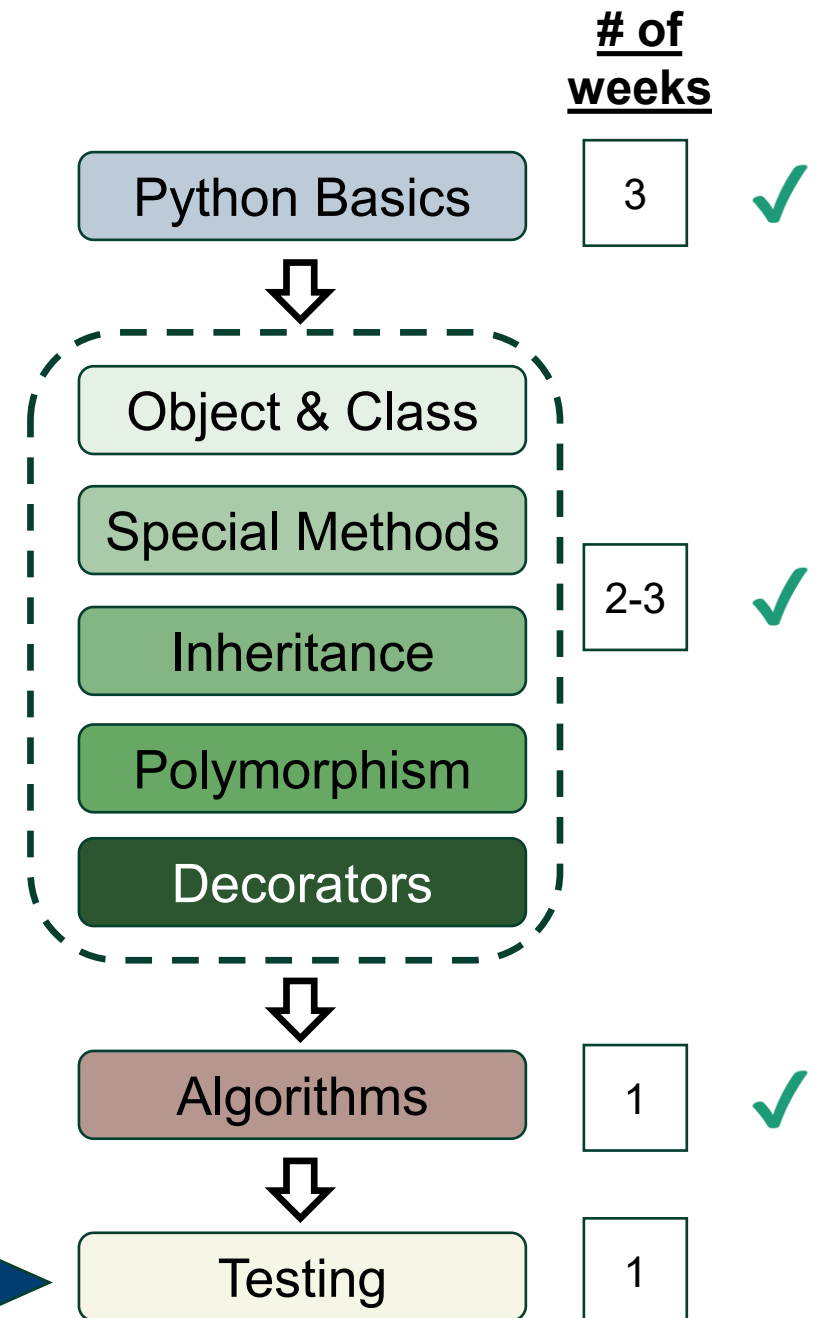 # of
weeks
Python Basics
3
Object & Class
Special Methods
2-3
Inheritance
Polymorphism
Decorators
Algorithms
1
Testing
1